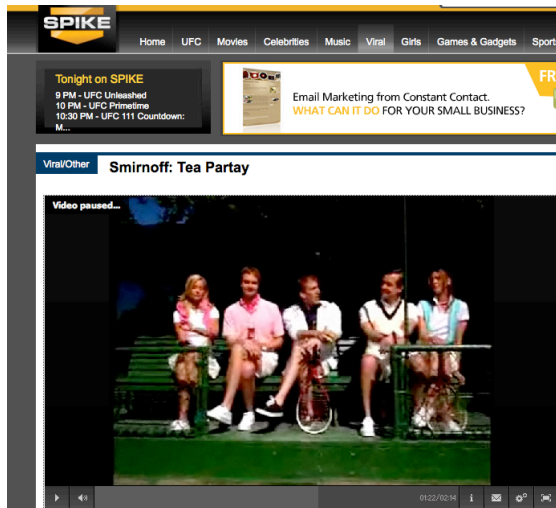 SPIKE
Home UFC Movies Celebrities Music Viral Girls Games & Gadgets Sport
Tonight on SPIKE
9 PM - UFC Unleashed
10 PM - UFC Primetime
10:30 PM - UFC 111 Countdown:
M...
Email Marketing from Constant Contact.
WHAT CAN IT DO FOR YOUR SMALL BUSINESS?
FR
Viral/Other
Smirnoff: Tea Partay
Video paused...
01:22/02:14